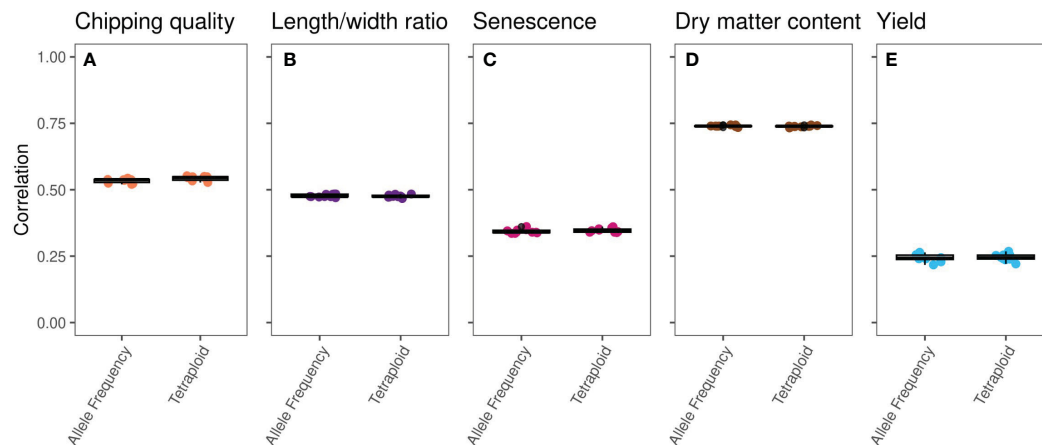 Chipping quality
Length/width ratio
Senescence
Dry matter content
Yield
A
B
C
D
E
Correlation
1.00
0.75
0.50
0.25
0.00
Allele Frequency
Tetraploid
Allele Frequency
Tetraploid
Allele Frequency
Tetraploid
Allele Frequency
Tetraploid
Allele Frequency
Tetraploid